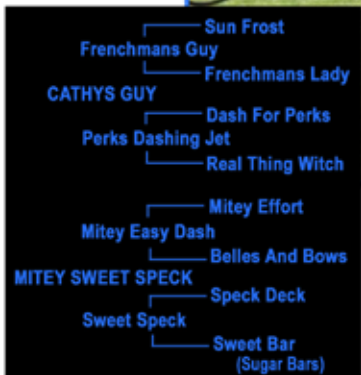 Sun Frost
Frenchmans Guy
Frenchmans Lady
CATHYS GUY
Dash For Perks
Perks Dashing Jet
Real Thing Witch
Mitey Effort
Mitey Easy Dash
Belles And Bows
MITEY SWEET SPECK
Speck Deck
Sweet Speck
Sweet Bar
(Sugar Bars)